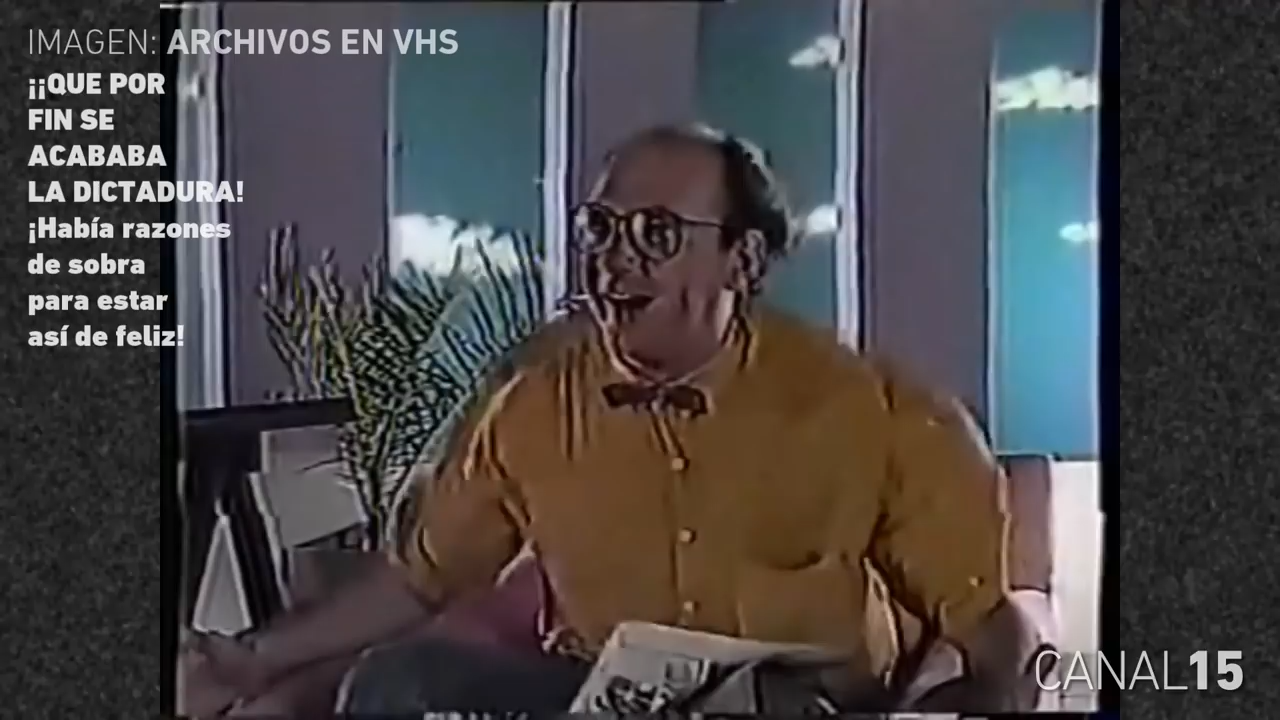 IMAGEN: ARCHIVOS EN VHS
¡¡QUE POR
FIN SE
ACABABA
LA DICTADURA!
¡Había razones
de sobra
para estar
así de feliz!
CANAL15